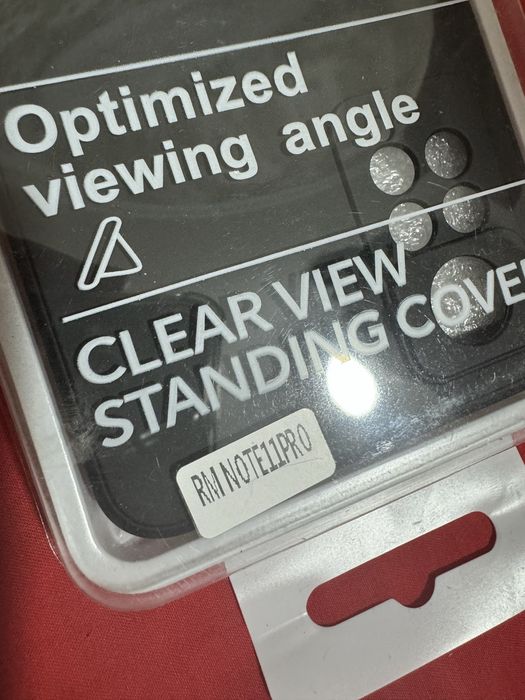 Optimized
viewing angle
CLEAR VIEW
STANDING COVE
RM NOTE11PRO